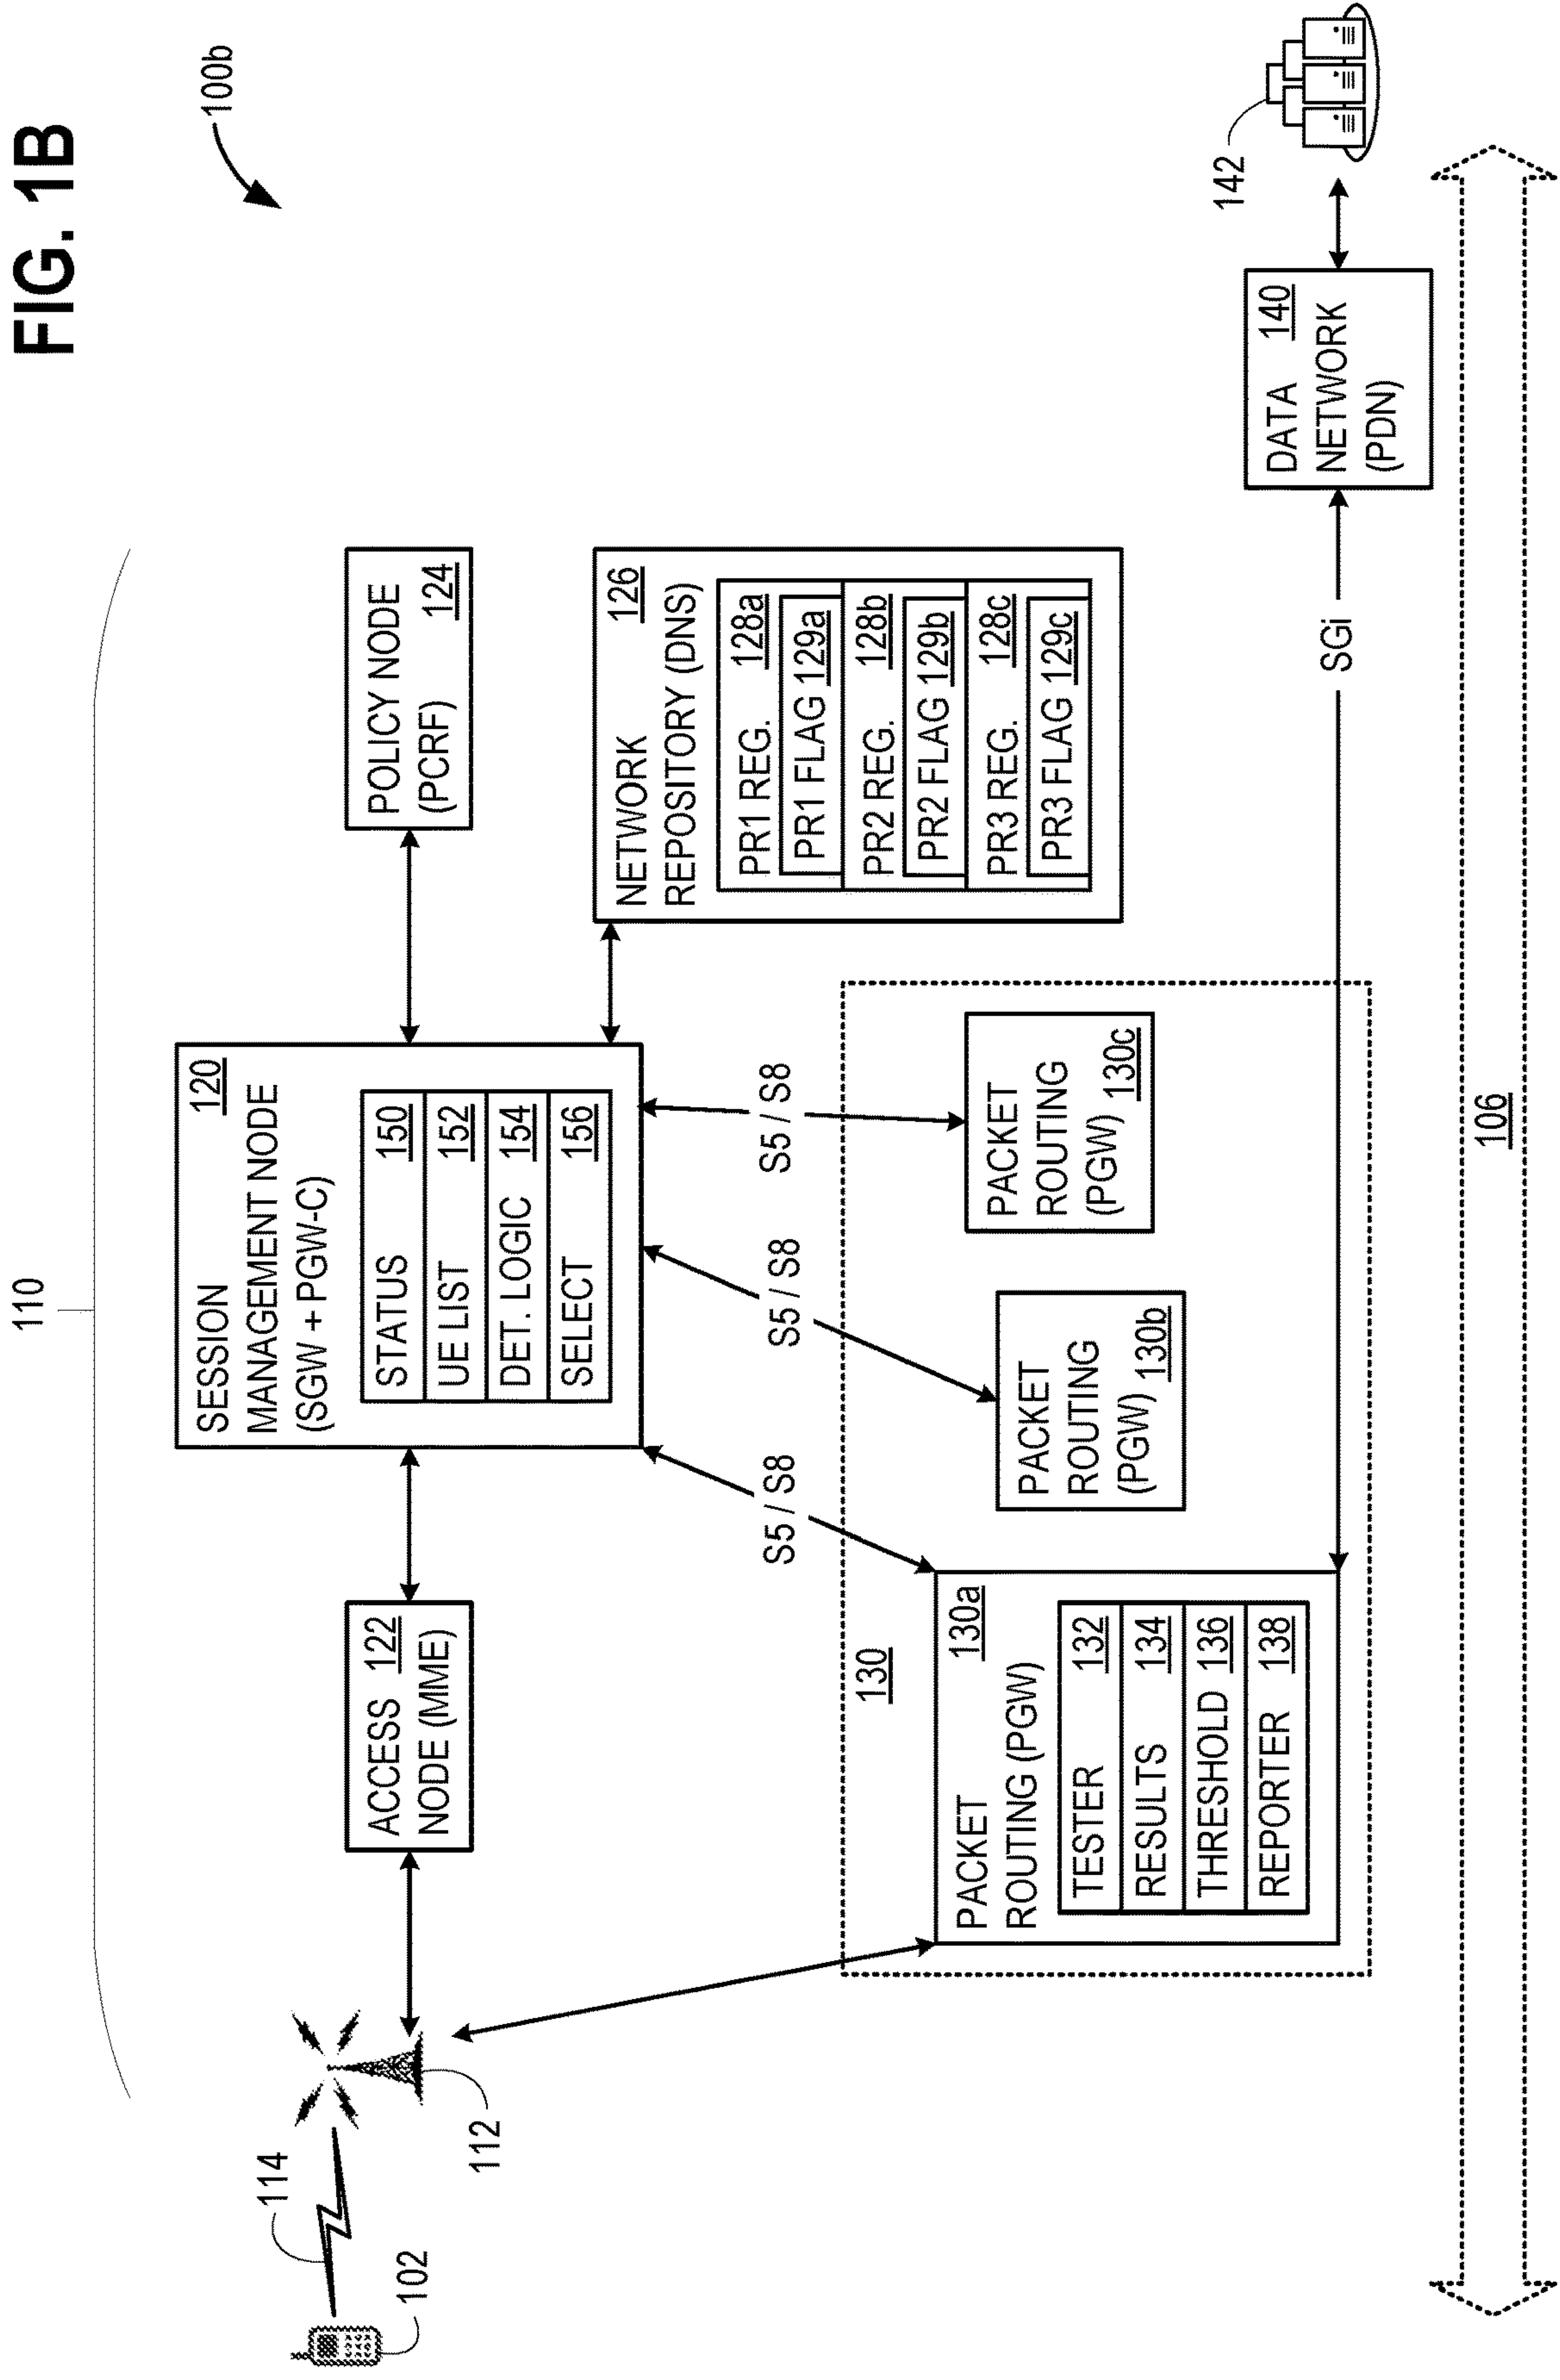 FIG. 1B
100b
110
114
102
112
ACCESS 122
NODE (MME)
SESSION 120
MANAGEMENT NODE
(SGW + PGW-C)
STATUS 150
UE LIST 152
DET. LOGIC 154
SELECT 156
POLICY NODE
(PCRF) 124
NETWORK 126
REPOSITORY (DNS)
PR1 REG. 128a
PR1 FLAG 129a
PR2 REG. 128b
PR2 FLAG 129b
PR3 REG. 128c
PR3 FLAG 129c
S5 / S8
S5 / S8
S5 / S8
130
PACKET 130a
ROUTING (PGW)
TESTER 132
RESULTS 134
THRESHOLD 136
REPORTER 138
PACKET
ROUTING
(PGW) 130b
PACKET
ROUTING
(PGW) 130c
SGi
DATA 140
NETWORK
(PDN)
142
106